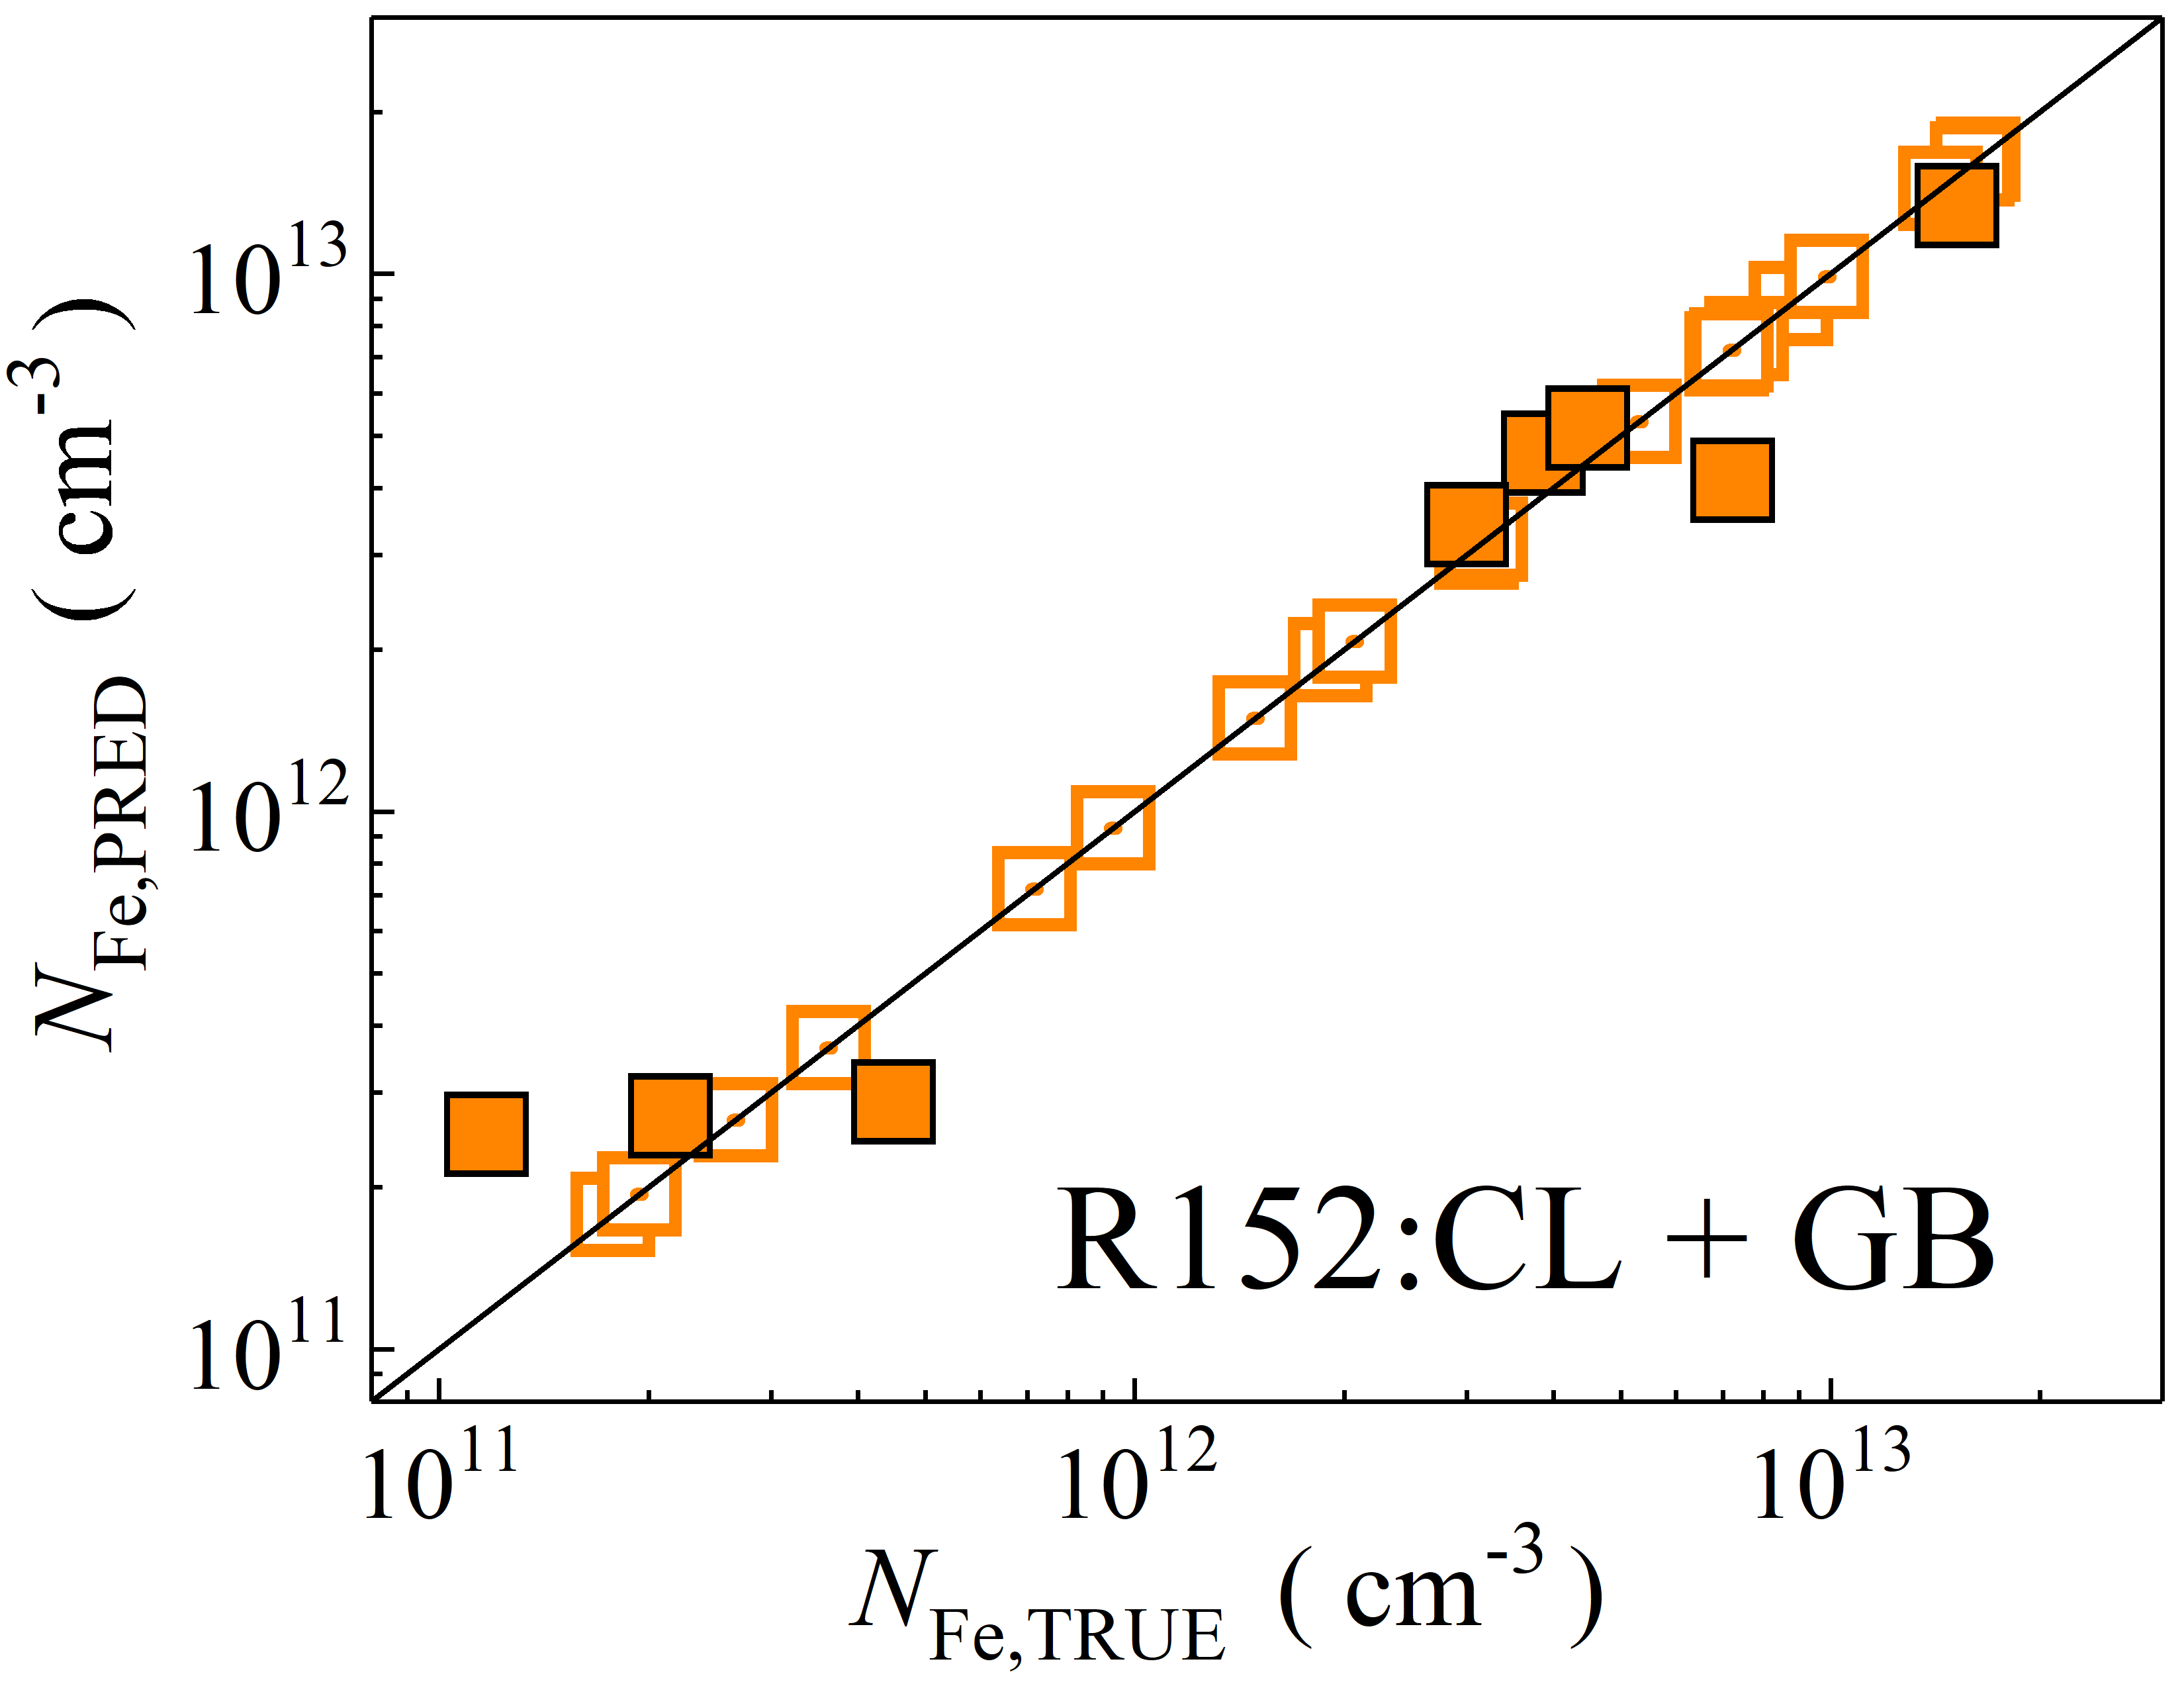 N_Fe,PRED ( cm^-3 )
10^13
10^12
10^11
R152:CL + GB
10^11 10^12 10^13
N_Fe,TRUE ( cm^-3 )